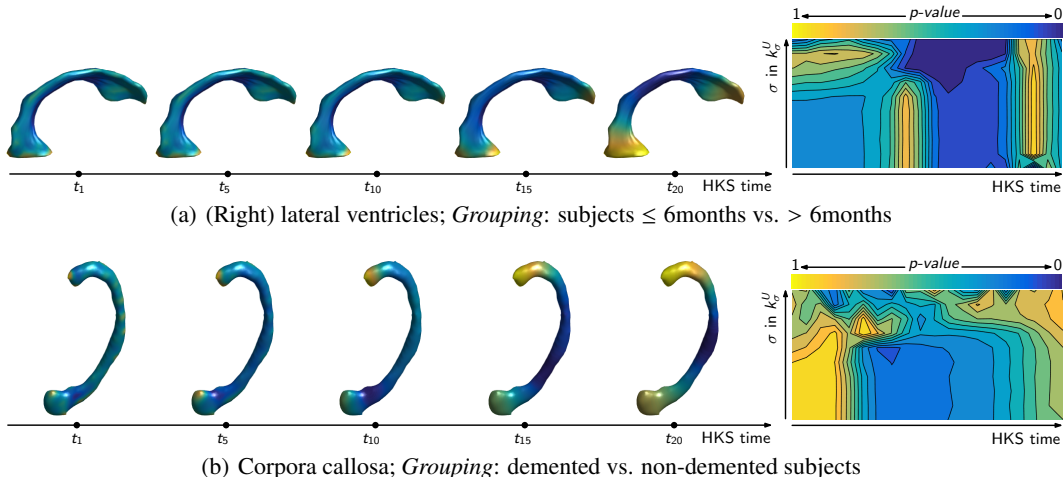 1 p-value 0
σ in k_σ^U
t1 t5 t10 t15 t20 HKS time
HKS time
(a) (Right) lateral ventricles; Grouping: subjects ≤ 6months vs. > 6months
1 p-value 0
σ in k_σ^U
t1 t5 t10 t15 t20 HKS time
HKS time
(b) Corpora callosa; Grouping: demented vs. non-demented subjects